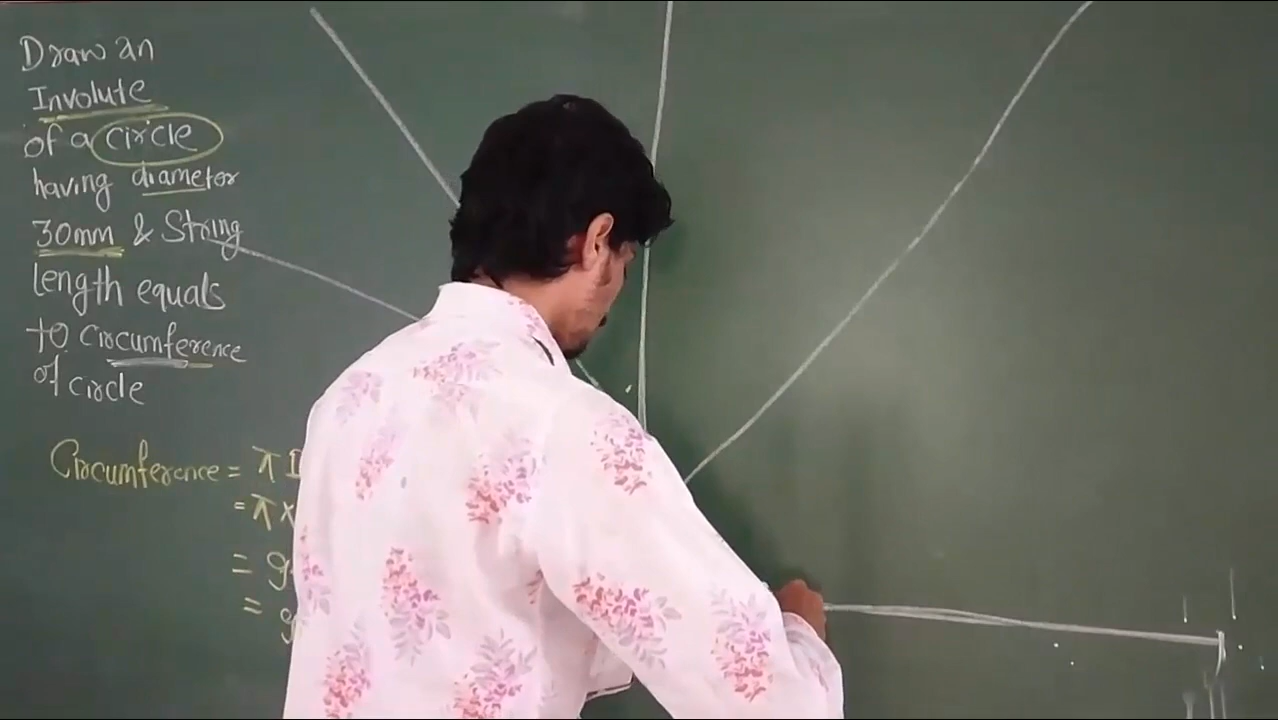 Draw an
Involute
of a circle
having diameter
30mm & String
length equals
to Circumference
of circle
Circumference = π
= π x
=
=